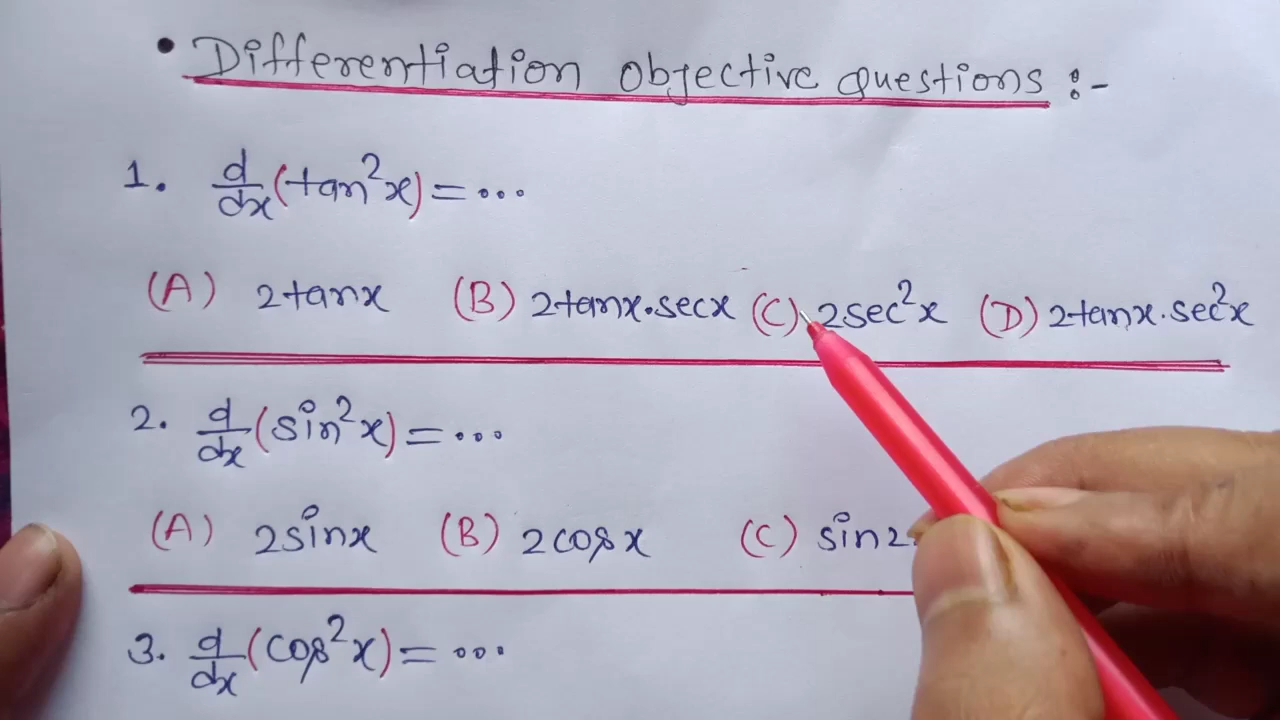 • Differentiation objective questions :-
1. d/dx (tan²x) = ...
(A) 2tanx (B) 2tanx.secx (C) 2sec²x (D) 2tanx.sec²x
2. d/dx (sin²x) = ...
(A) 2sinx (B) 2cosx (C) sin2
3. d/dx (cos²x) = ...